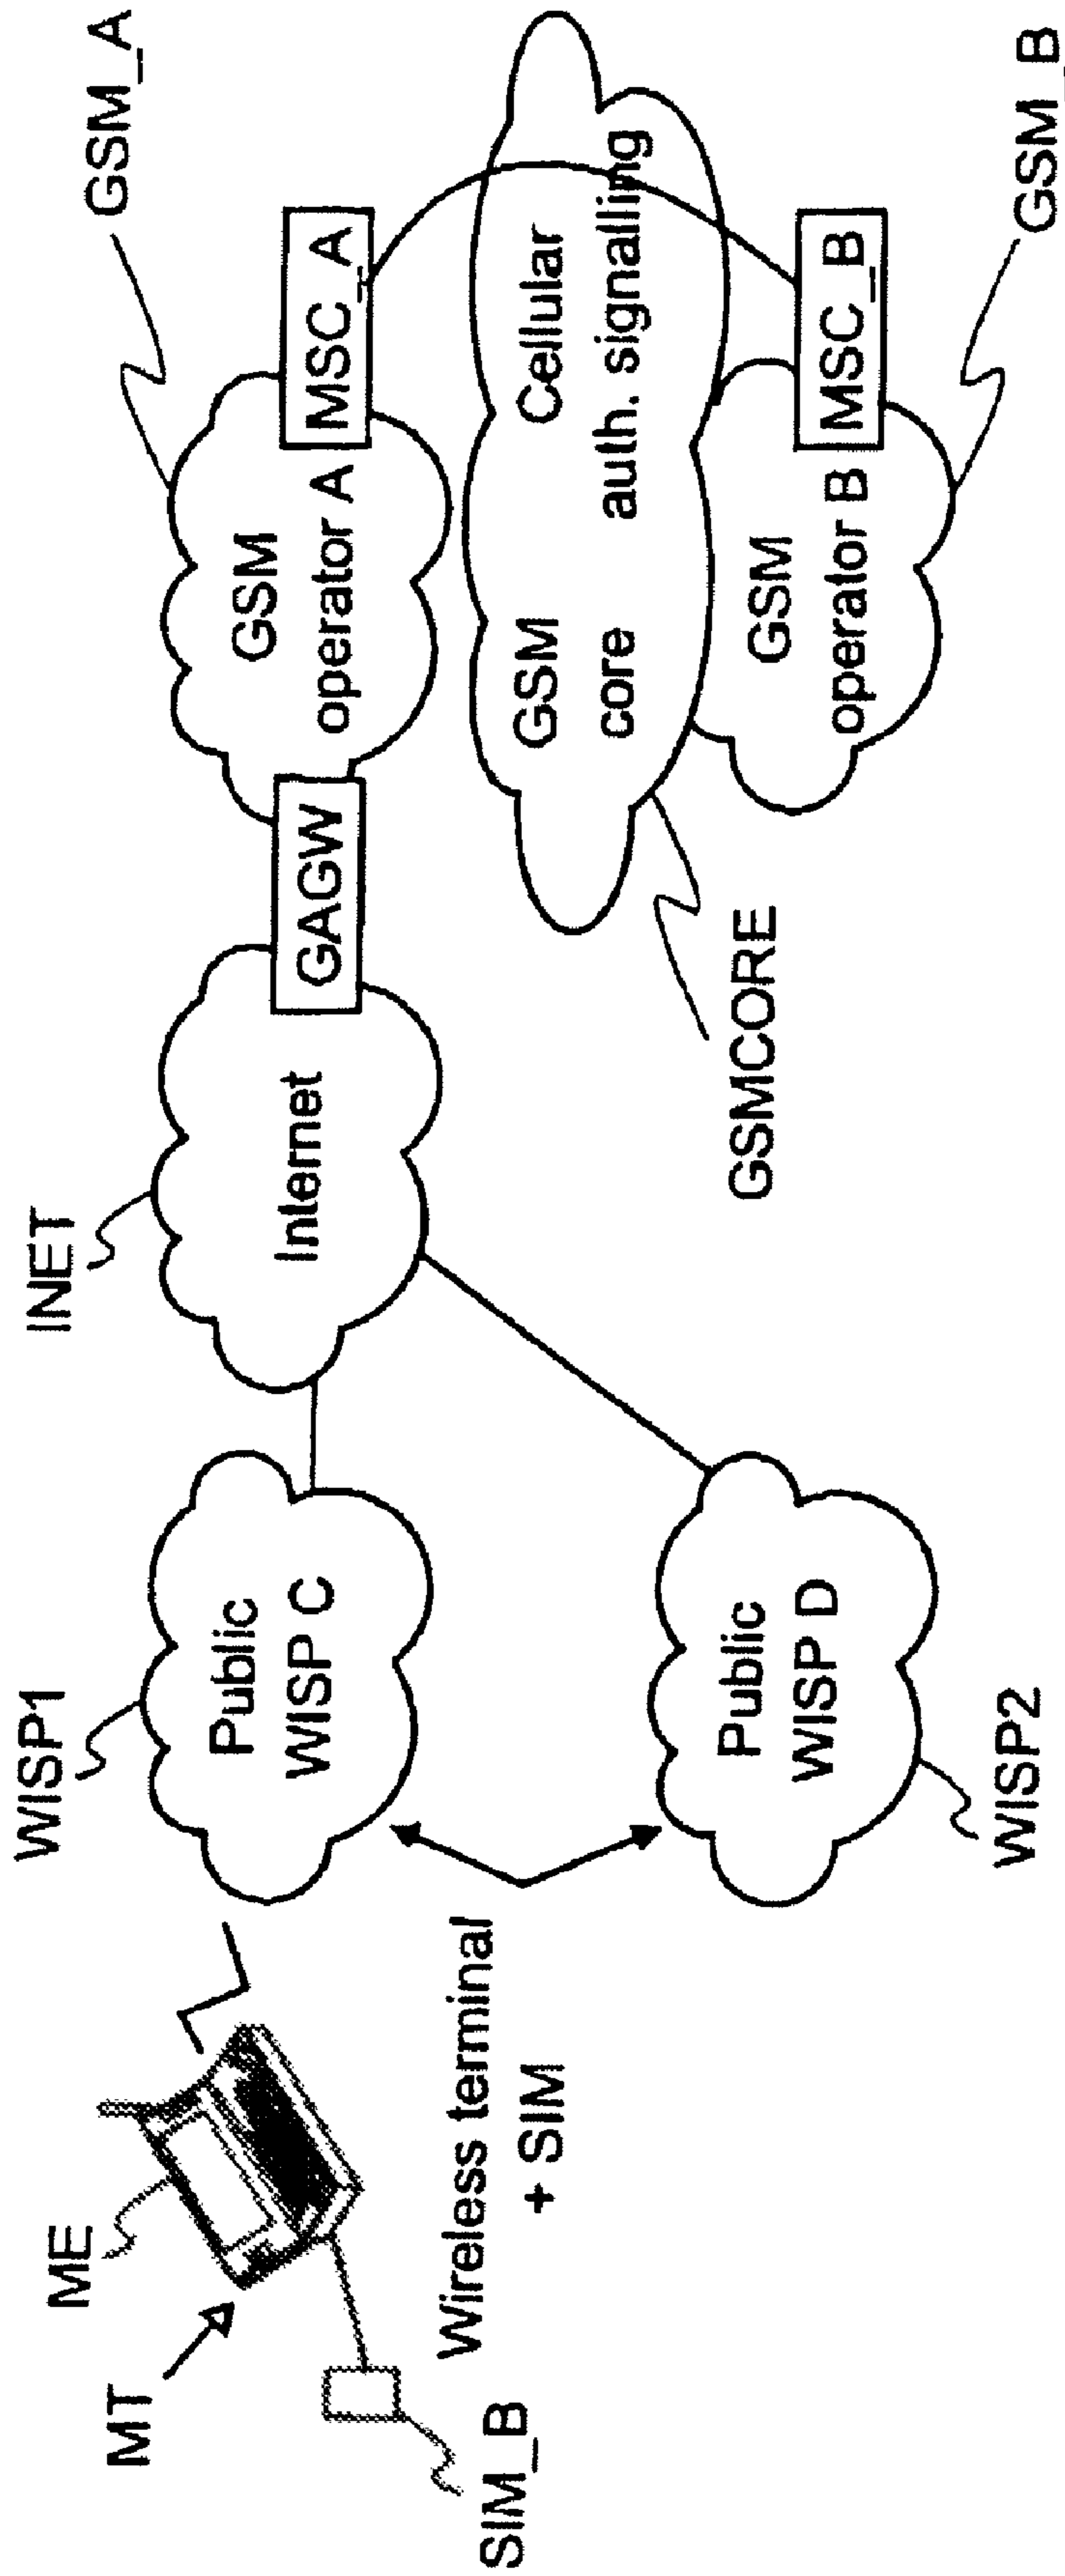 MT
ME
SIM_B
Wireless terminal
+ SIM
WISP1
Public
WISP C
Public
WISP D
WISP2
INET
Internet
GAGW
GSM_A
GSM
operator A
MSC_A
GSM
core
Cellular
auth. signalling
GSMCORE
GSM
operator B
MSC_B
GSM_B